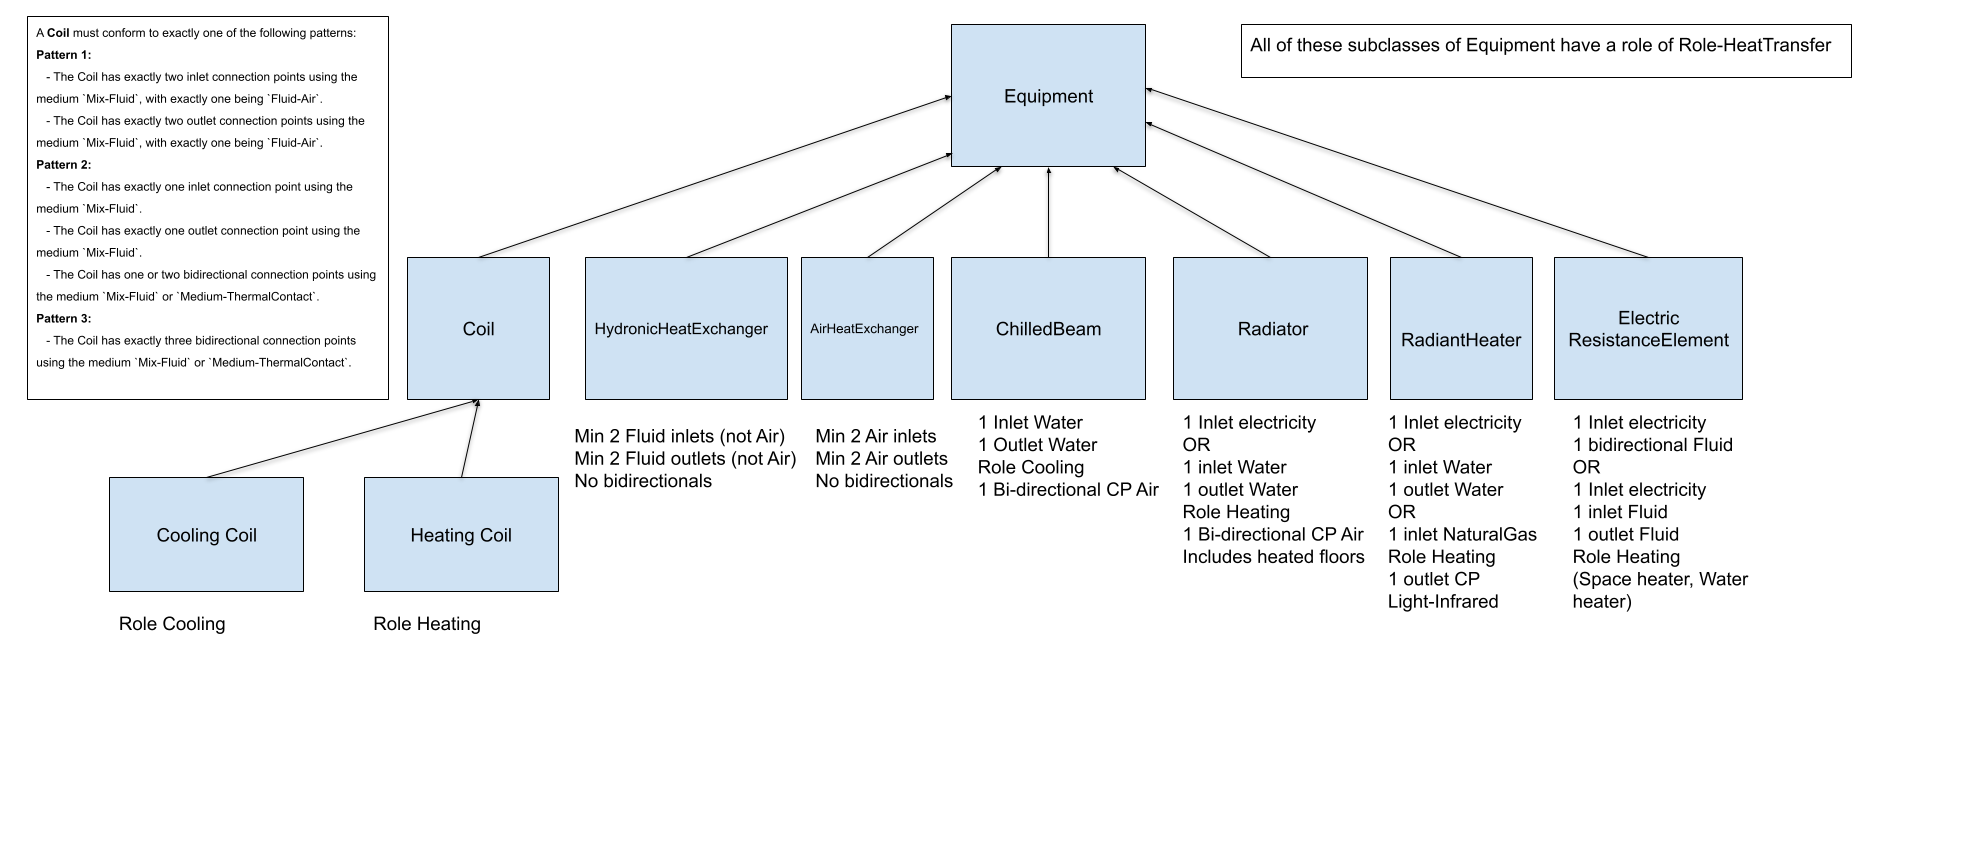 A Coil must conform to exactly one of the following patterns:
Pattern 1:
- The Coil has exactly two inlet connection points using the
medium `Mix-Fluid`, with exactly one being `Fluid-Air`.
- The Coil has exactly two outlet connection points using the
medium `Mix-Fluid`, with exactly one being `Fluid-Air`.
Pattern 2:
- The Coil has exactly one inlet connection point using the
medium `Mix-Fluid`.
- The Coil has exactly one outlet connection point using the
medium `Mix-Fluid`.
- The Coil has one or two bidirectional connection points using
the medium `Mix-Fluid` or `Medium-ThermalContact`.
Pattern 3:
- The Coil has exactly three bidirectional connection points
using the medium `Mix-Fluid` or `Medium-ThermalContact`.
Equipment
All of these subclasses of Equipment have a role of Role-HeatTransfer
Coil
HydronicHeatExchanger
AirHeatExchanger
ChilledBeam
Radiator
RadiantHeater
Electric
ResistanceElement
Min 2 Fluid inlets (not Air)
Min 2 Fluid outlets (not Air)
No bidirectionals
Min 2 Air inlets
Min 2 Air outlets
No bidirectionals
1 Inlet Water
1 Outlet Water
Role Cooling
1 Bi-directional CP Air
1 Inlet electricity
OR
1 inlet Water
1 outlet Water
Role Heating
1 Bi-directional CP Air
Includes heated floors
1 Inlet electricity
OR
1 inlet Water
1 outlet Water
OR
1 inlet NaturalGas
Role Heating
1 outlet CP
Light-Infrared
1 Inlet electricity
1 bidirectional Fluid
OR
1 Inlet electricity
1 inlet Fluid
1 outlet Fluid
Role Heating
(Space heater, Water
heater)
Cooling Coil
Heating Coil
Role Cooling
Role Heating